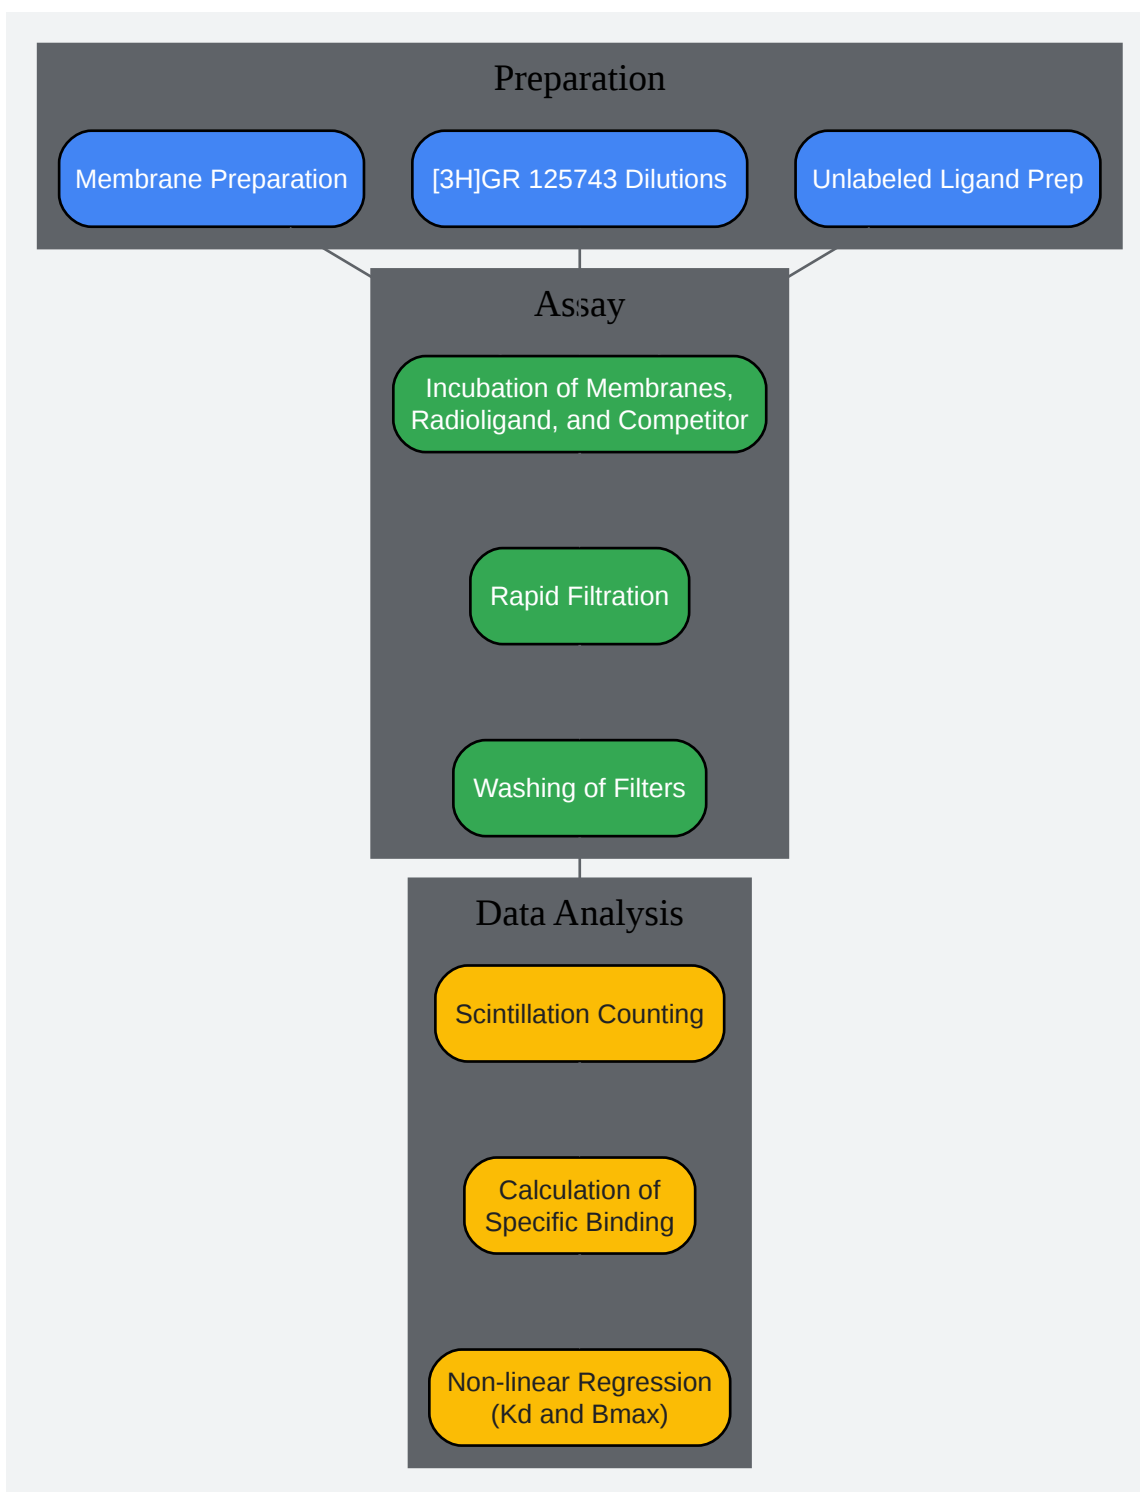 Preparation
Membrane Preparation
[3H]GR 125743 Dilutions
Unlabeled Ligand Prep
Assay
Incubation of Membranes,
Radioligand, and Competitor
Rapid Filtration
Washing of Filters
Data Analysis
Scintillation Counting
Calculation of
Specific Binding
Non-linear Regression
(Kd and Bmax)